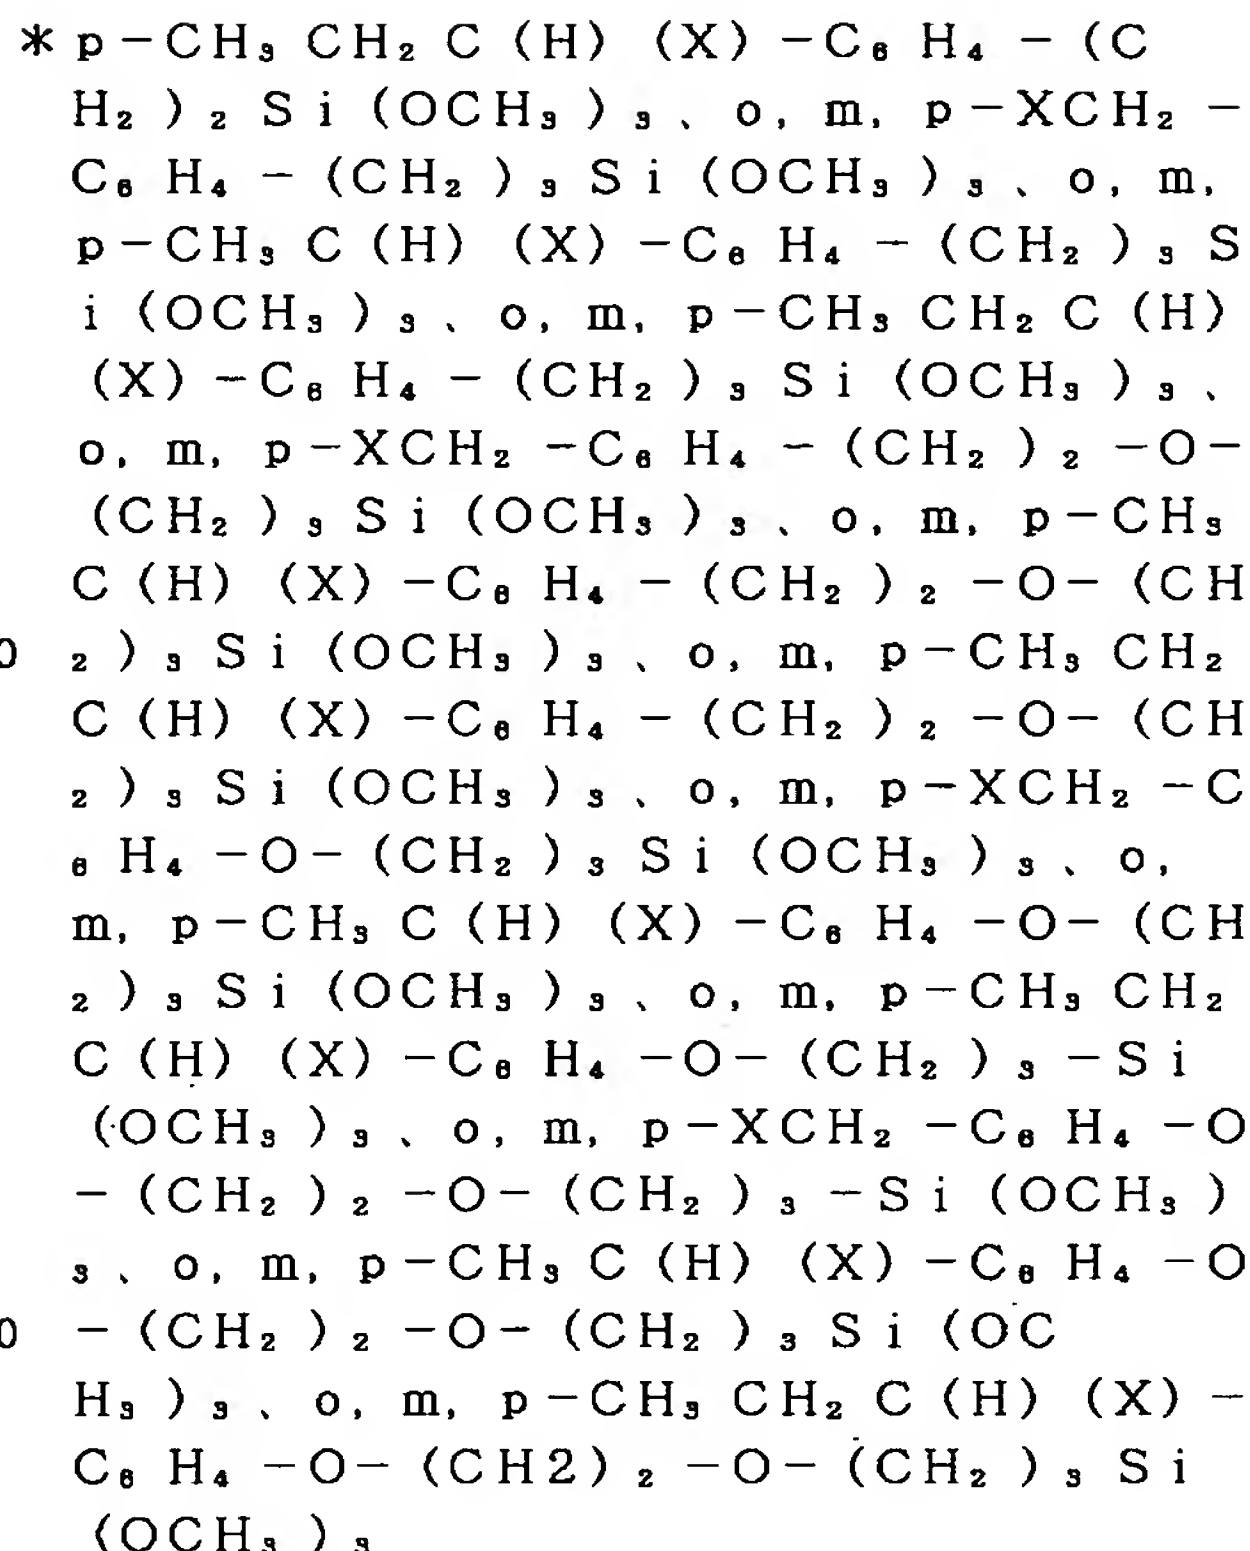 *p-CH₃CH₂C(H)(X)-C₆H₄-(C
H₂)₂Si(OCH₃)₃、o,m,p-XCH₂-
C₆H₄-(CH₂)₃Si(OCH₃)₃、o,m,
p-CH₃C(H)(X)-C₆H₄-(CH₂)₃S
i(OCH₃)₃、o,m,p-CH₃CH₂C(H)
(X)-C₆H₄-(CH₂)₃Si(OCH₃)₃、
o,m,p-XCH₂-C₆H₄-(CH₂)₂-O-
(CH₂)₃Si(OCH₃)₃、o,m,p-CH₃
C(H)(X)-C₆H₄-(CH₂)₂-O-(CH
0 ₂)₃Si(OCH₃)₃、o,m,p-CH₃CH₂
C(H)(X)-C₆H₄-(CH₂)₂-O-(CH
₂)₃Si(OCH₃)₃、o,m,p-XCH₂-C
₆H₄-O-(CH₂)₃Si(OCH₃)₃、o,
m,p-CH₃C(H)(X)-C₆H₄-O-(CH
₂)₃Si(OCH₃)₃、o,m,p-CH₃CH₂
C(H)(X)-C₆H₄-O-(CH₂)₃-Si
(OCH₃)₃、o,m,p-XCH₂-C₆H₄-O
-(CH₂)₂-O-(CH₂)₃-Si(OCH₃)
₃、o,m,p-CH₃C(H)(X)-C₆H₄-O
0 -(CH₂)₂-O-(CH₂)₃Si(OC
H₃)₃、o,m,p-CH₃CH₂C(H)(X)-
C₆H₄-O-(CH2)₂-O-(CH₂)₃Si
(OCH₃)₃